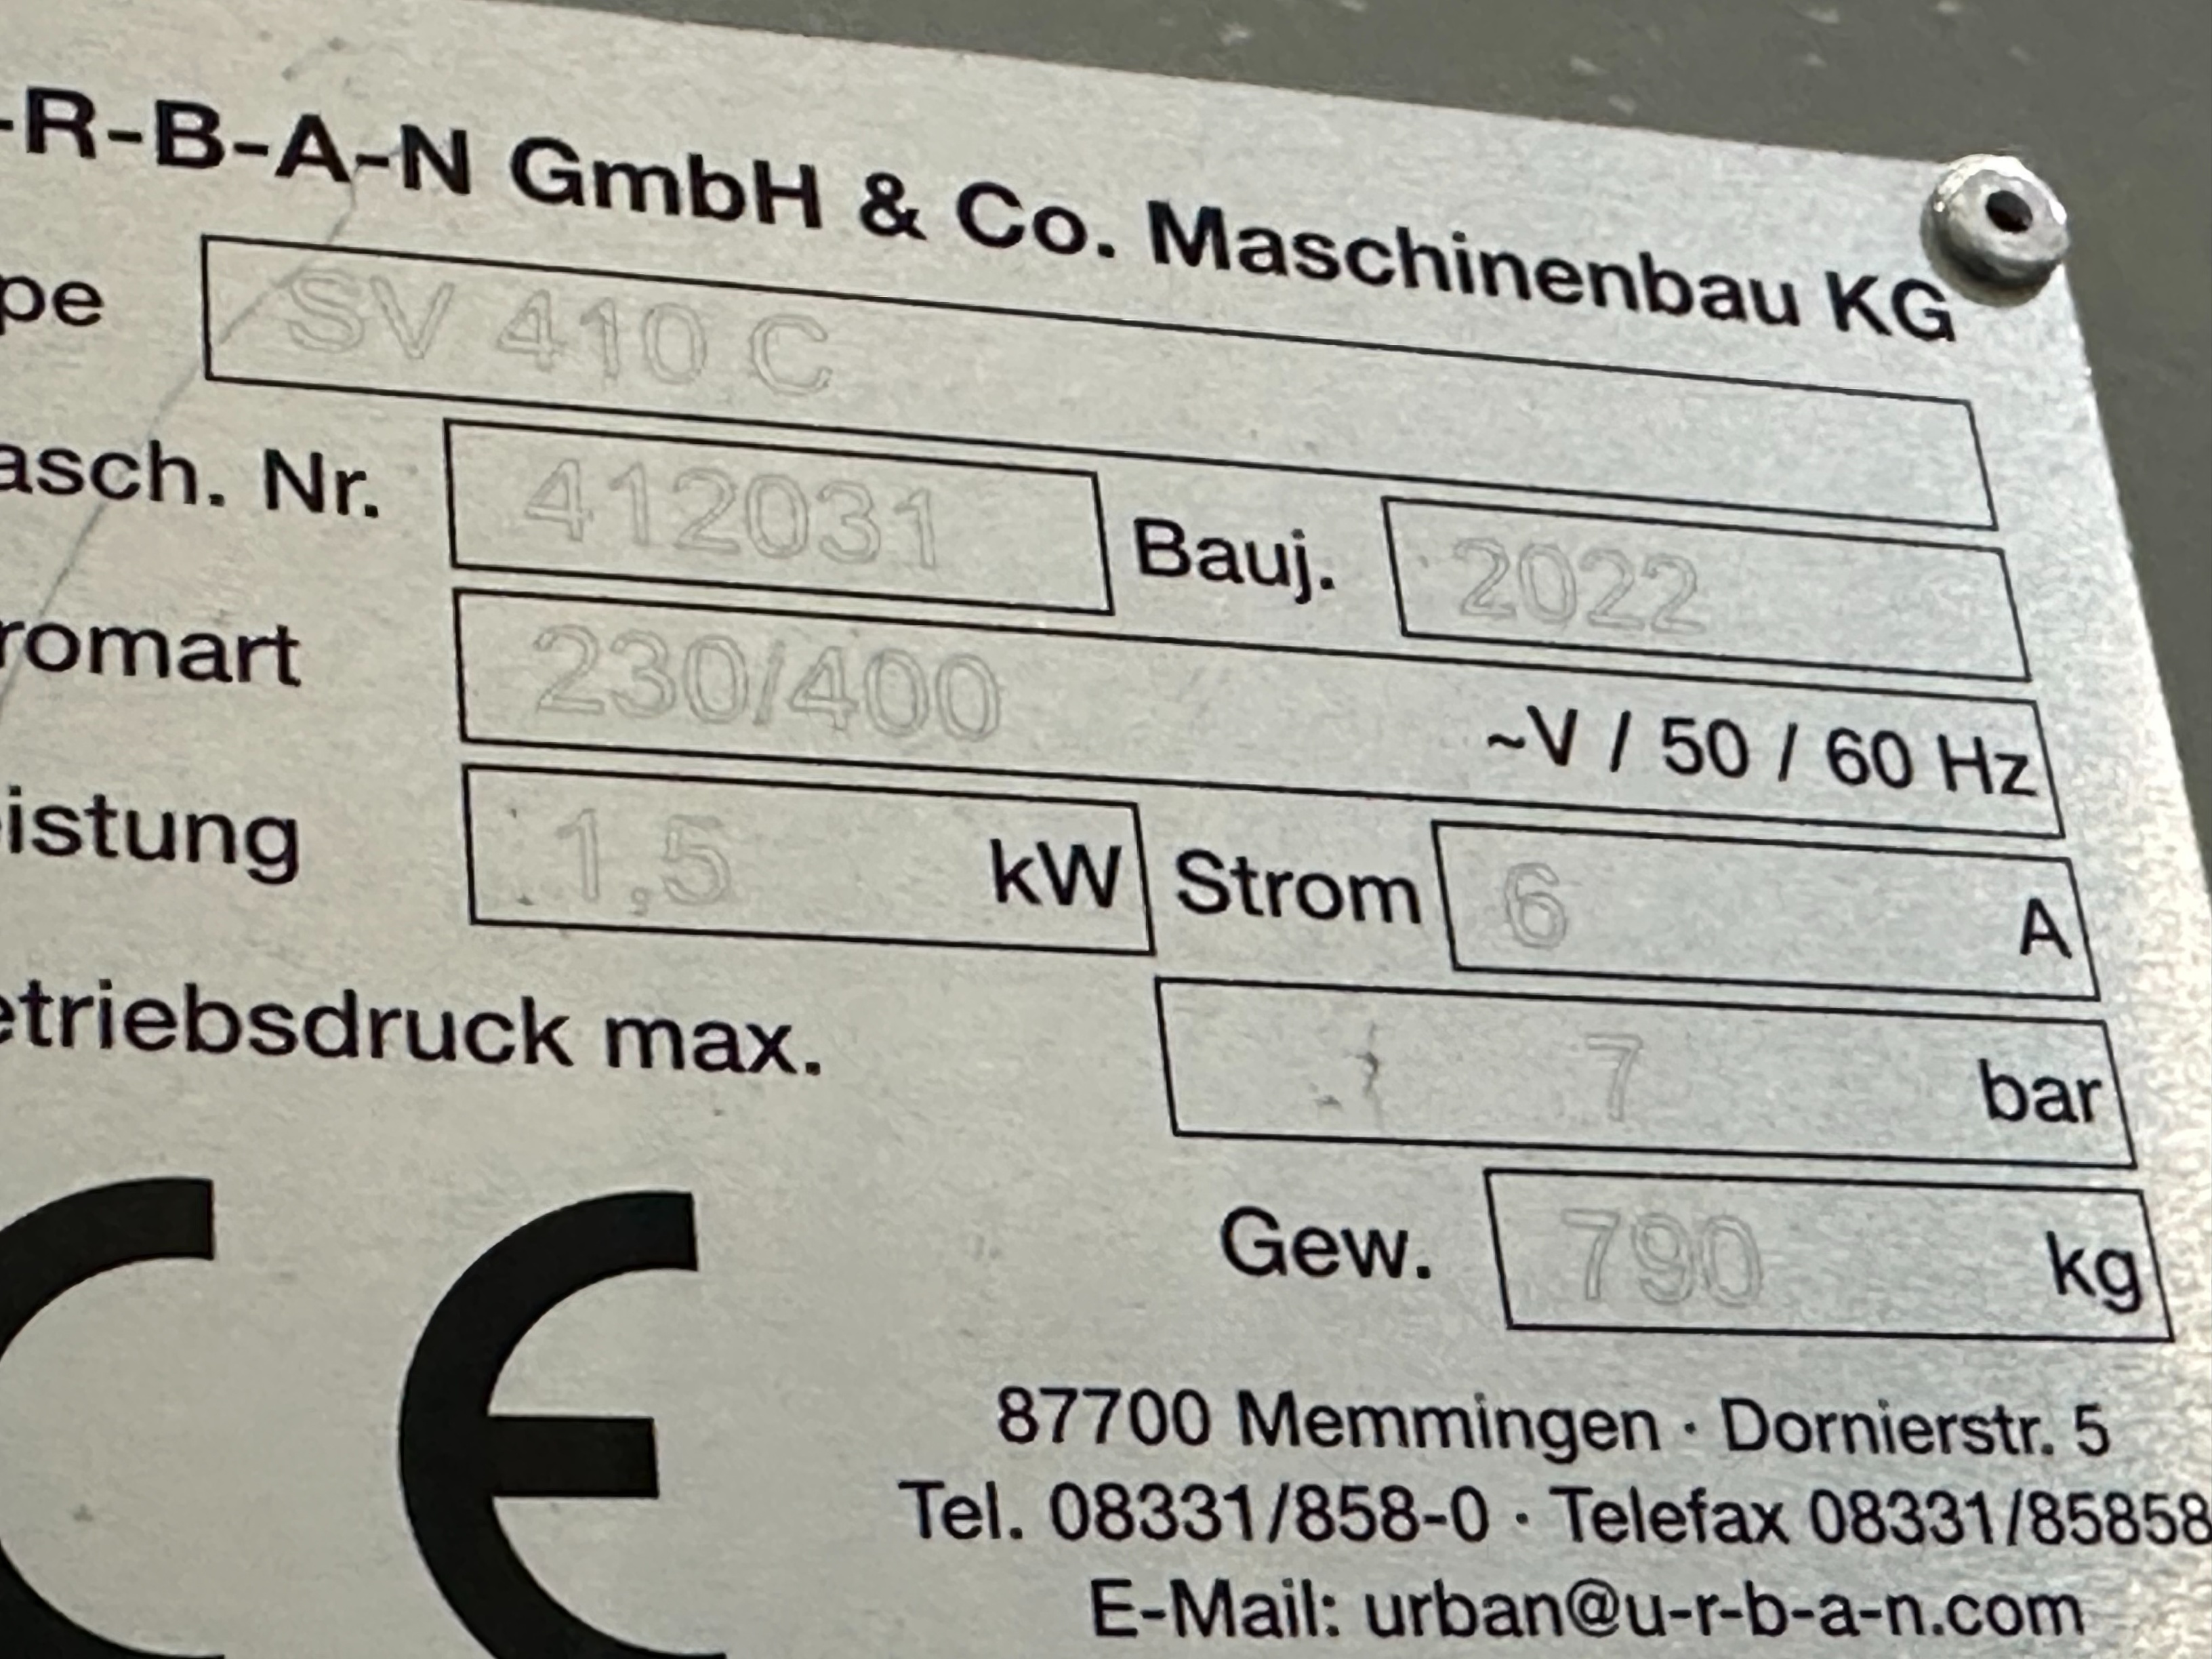 -R-B-A-N GmbH & Co. Maschinenbau KG
pe SV 410 C
asch. Nr. 412031 Bauj. 2022
romart 230/400 ~V / 50 / 60 Hz
eistung 1,5 kW Strom 6 A
etriebsdruck max. 7 bar
CE
Gew. 790 kg
87700 Memmingen · Dornierstr. 5
Tel. 08331/858-0 · Telefax 08331/85858
E-Mail: urban@u-r-b-a-n.com